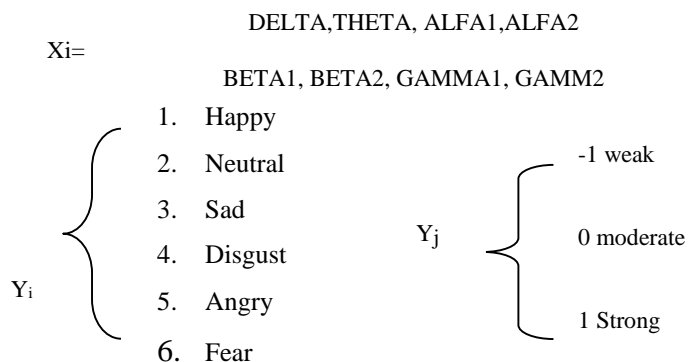 DELTA,THETA, ALFA1,ALFA2
Xi=
BETA1, BETA2, GAMMA1, GAMM2
1. Happy
2. Neutral
3. Sad
4. Disgust
5. Angry
6. Fear
Yi
Yj
-1 weak
0 moderate
1 Strong